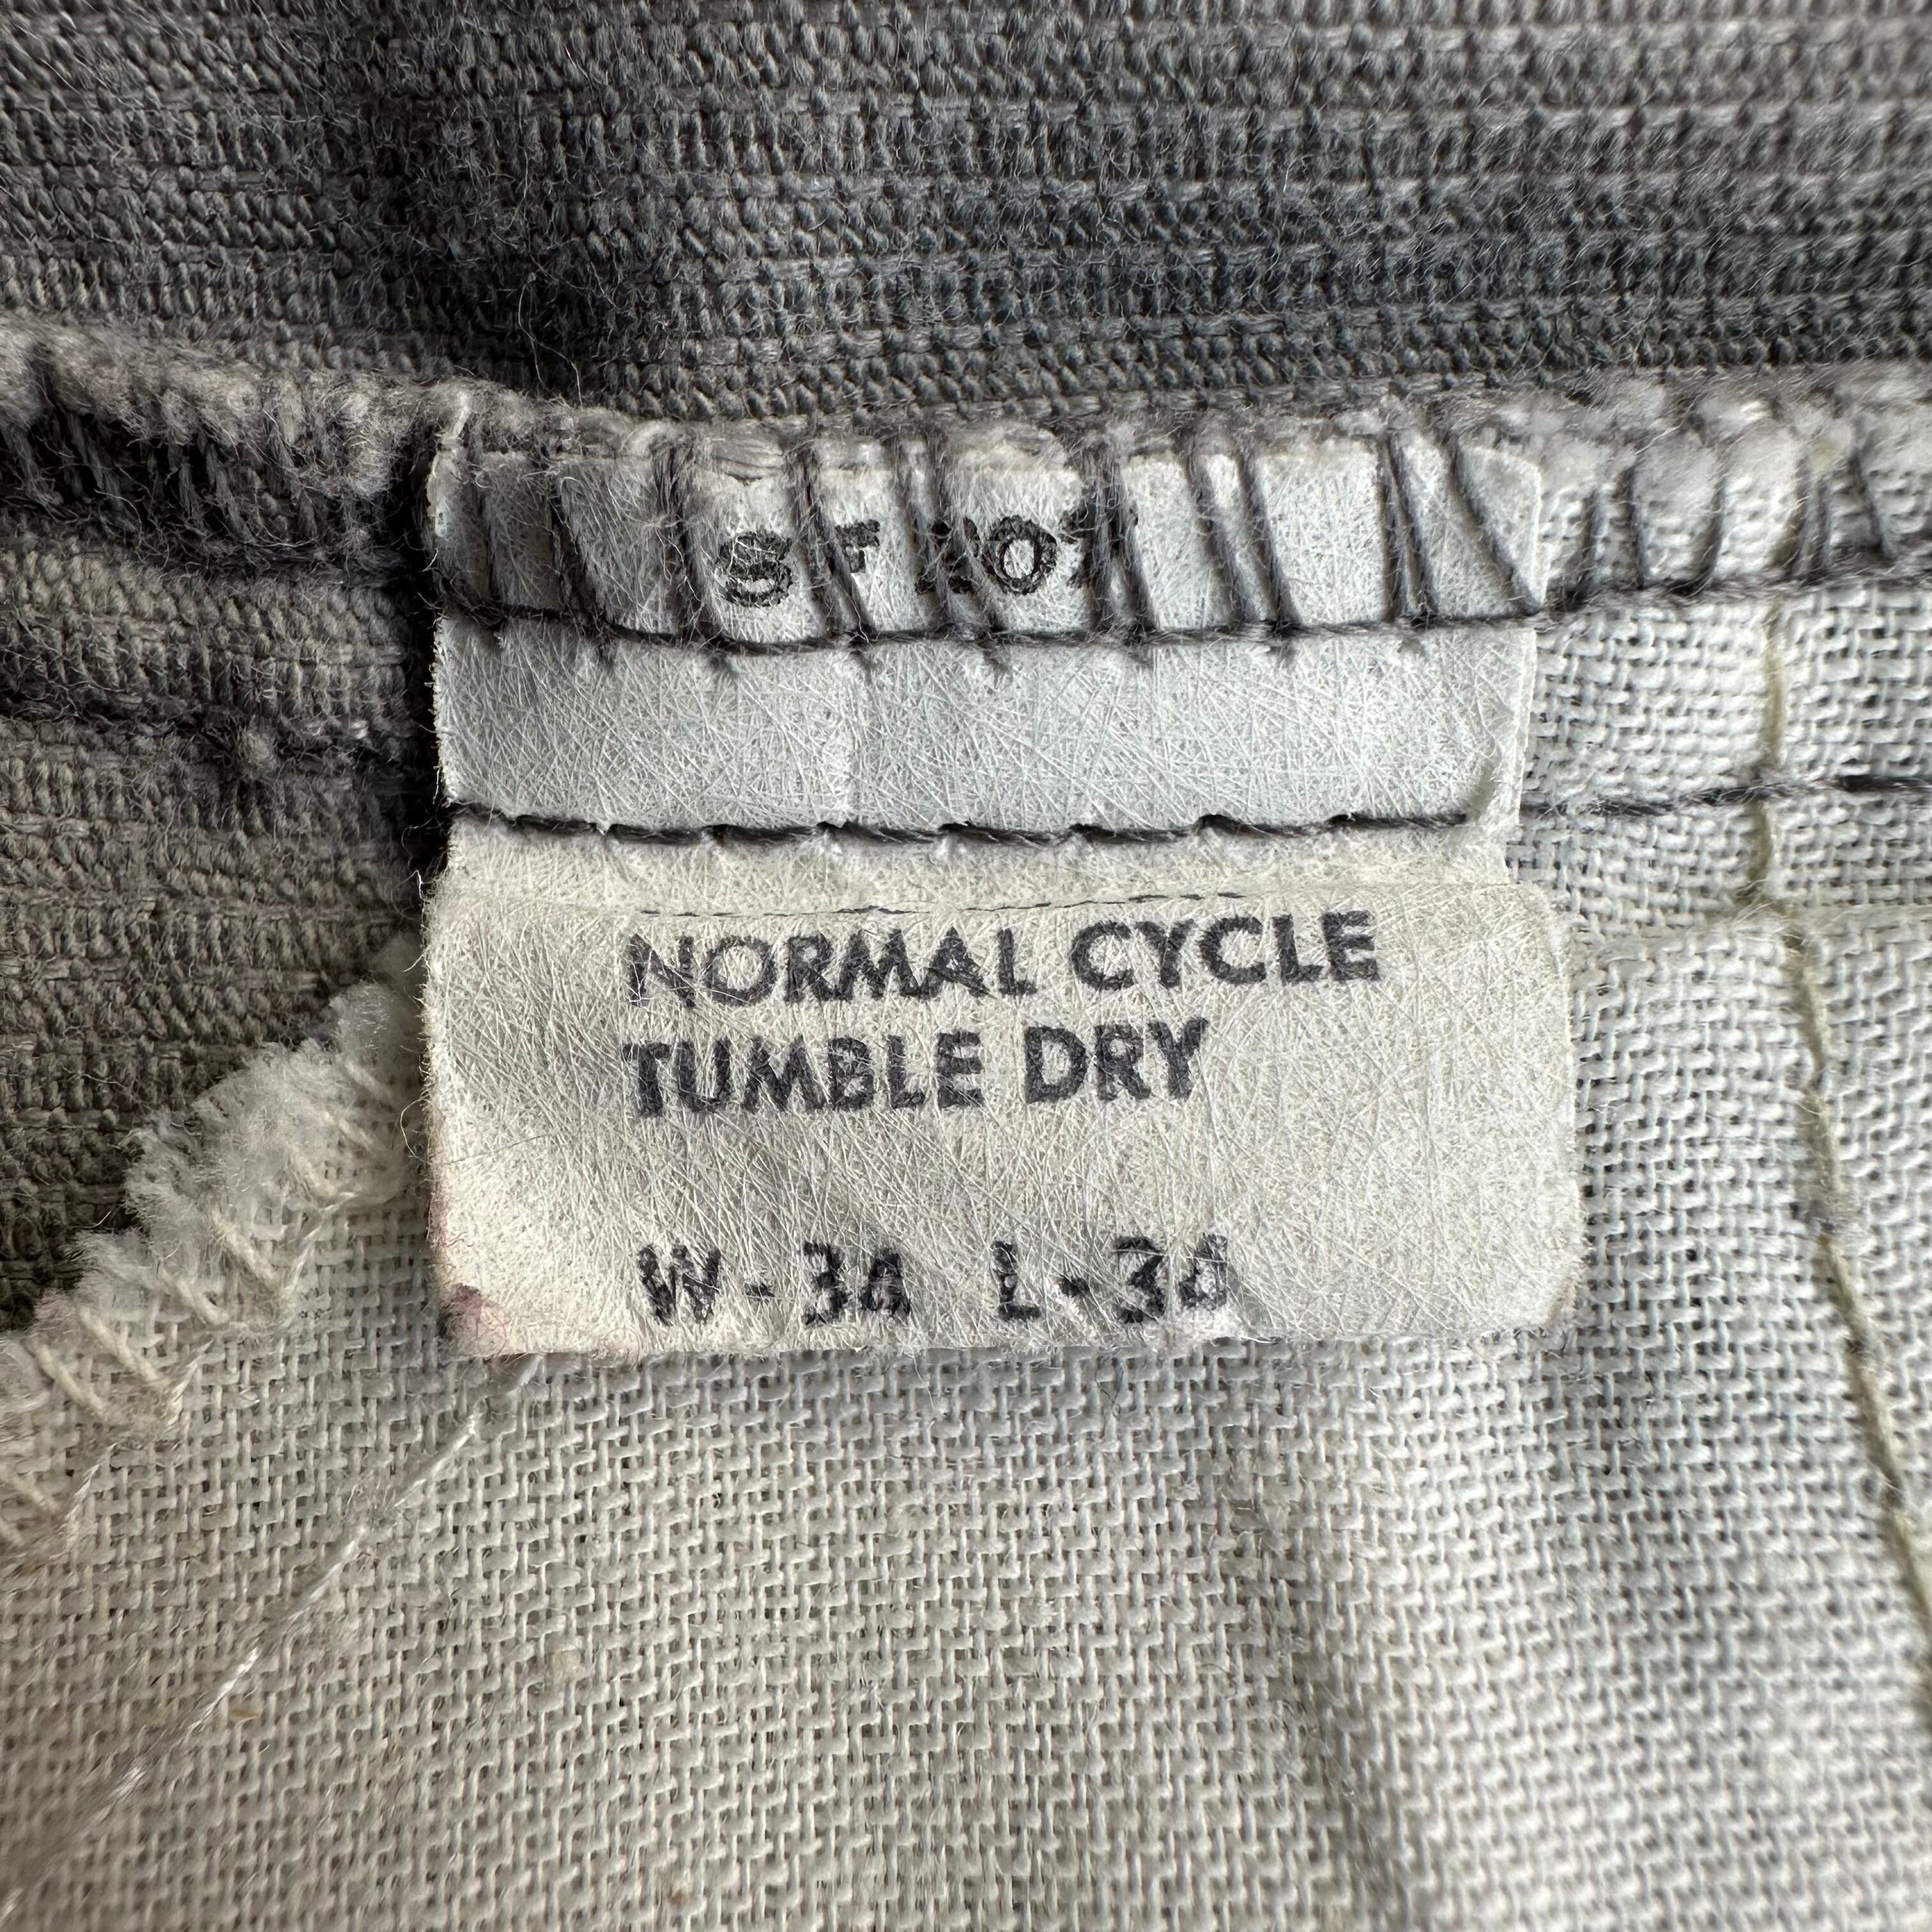 NORMAL CYCLE
TUMBLE DRY
W - 34 L - 34